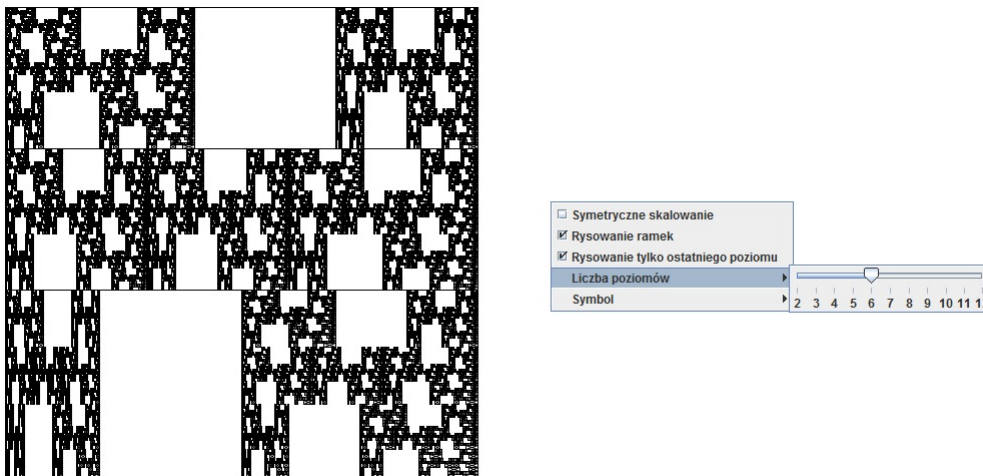 Symetryczne skalowanie
Rysowanie ramek
Rysowanie tylko ostatniego poziomu
Liczba poziomów
Symbol
2 3 4 5 6 7 8 9 10 11